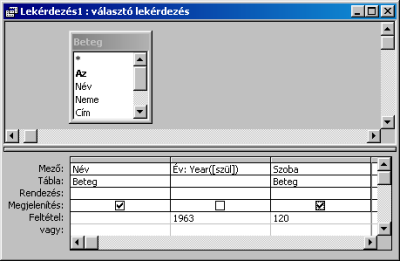 Lekérdezés1 : választó lekérdezés
Beteg
*
Az
Név
Neme
Cím
Mező: Név Év: Year([szül]) Szoba
Tábla: Beteg Beteg
Rendezés:
Megjelenítés:
Feltétel: 1963 120
vagy: